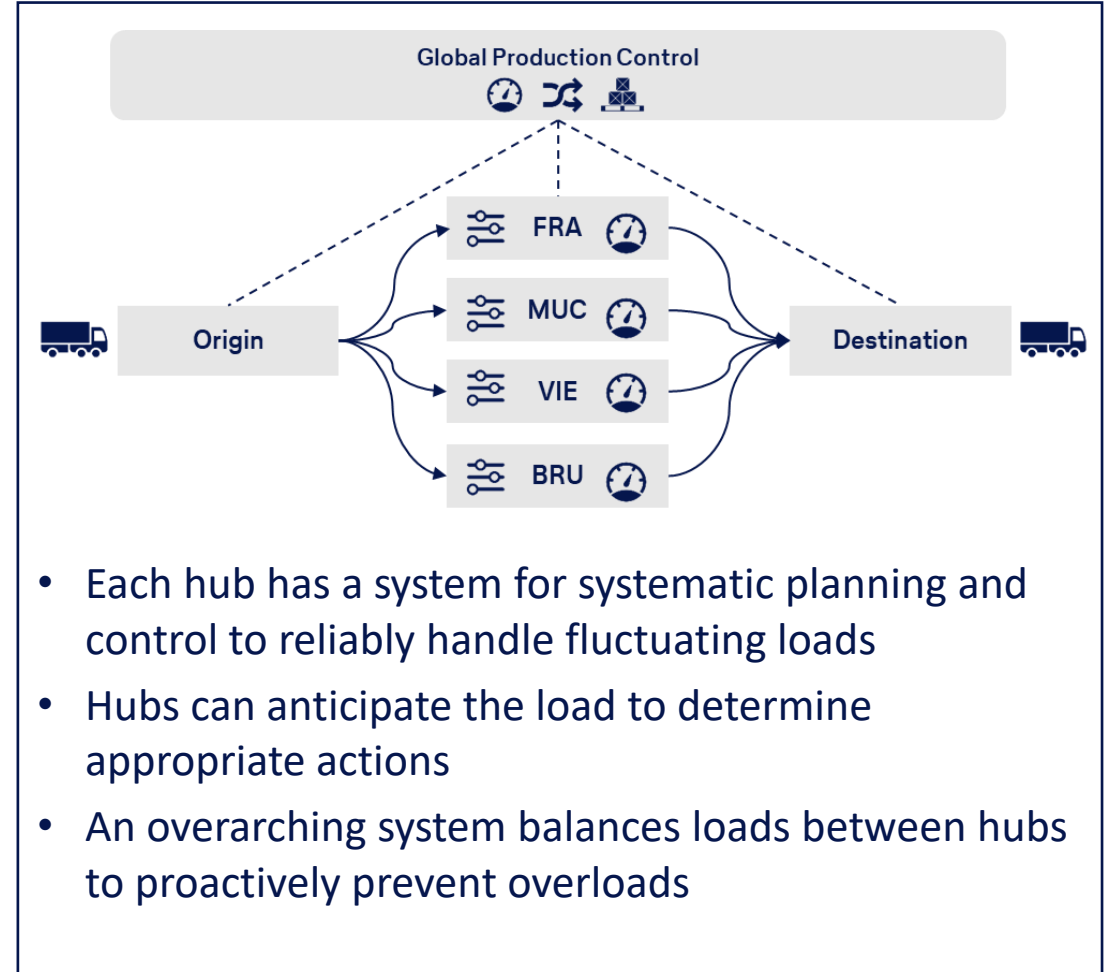 Global Production Control
FRA
MUC
Origin
Destination
VIE
BRU
• Each hub has a system for systematic planning and
control to reliably handle fluctuating loads
• Hubs can anticipate the load to determine
appropriate actions
• An overarching system balances loads between hubs
to proactively prevent overloads